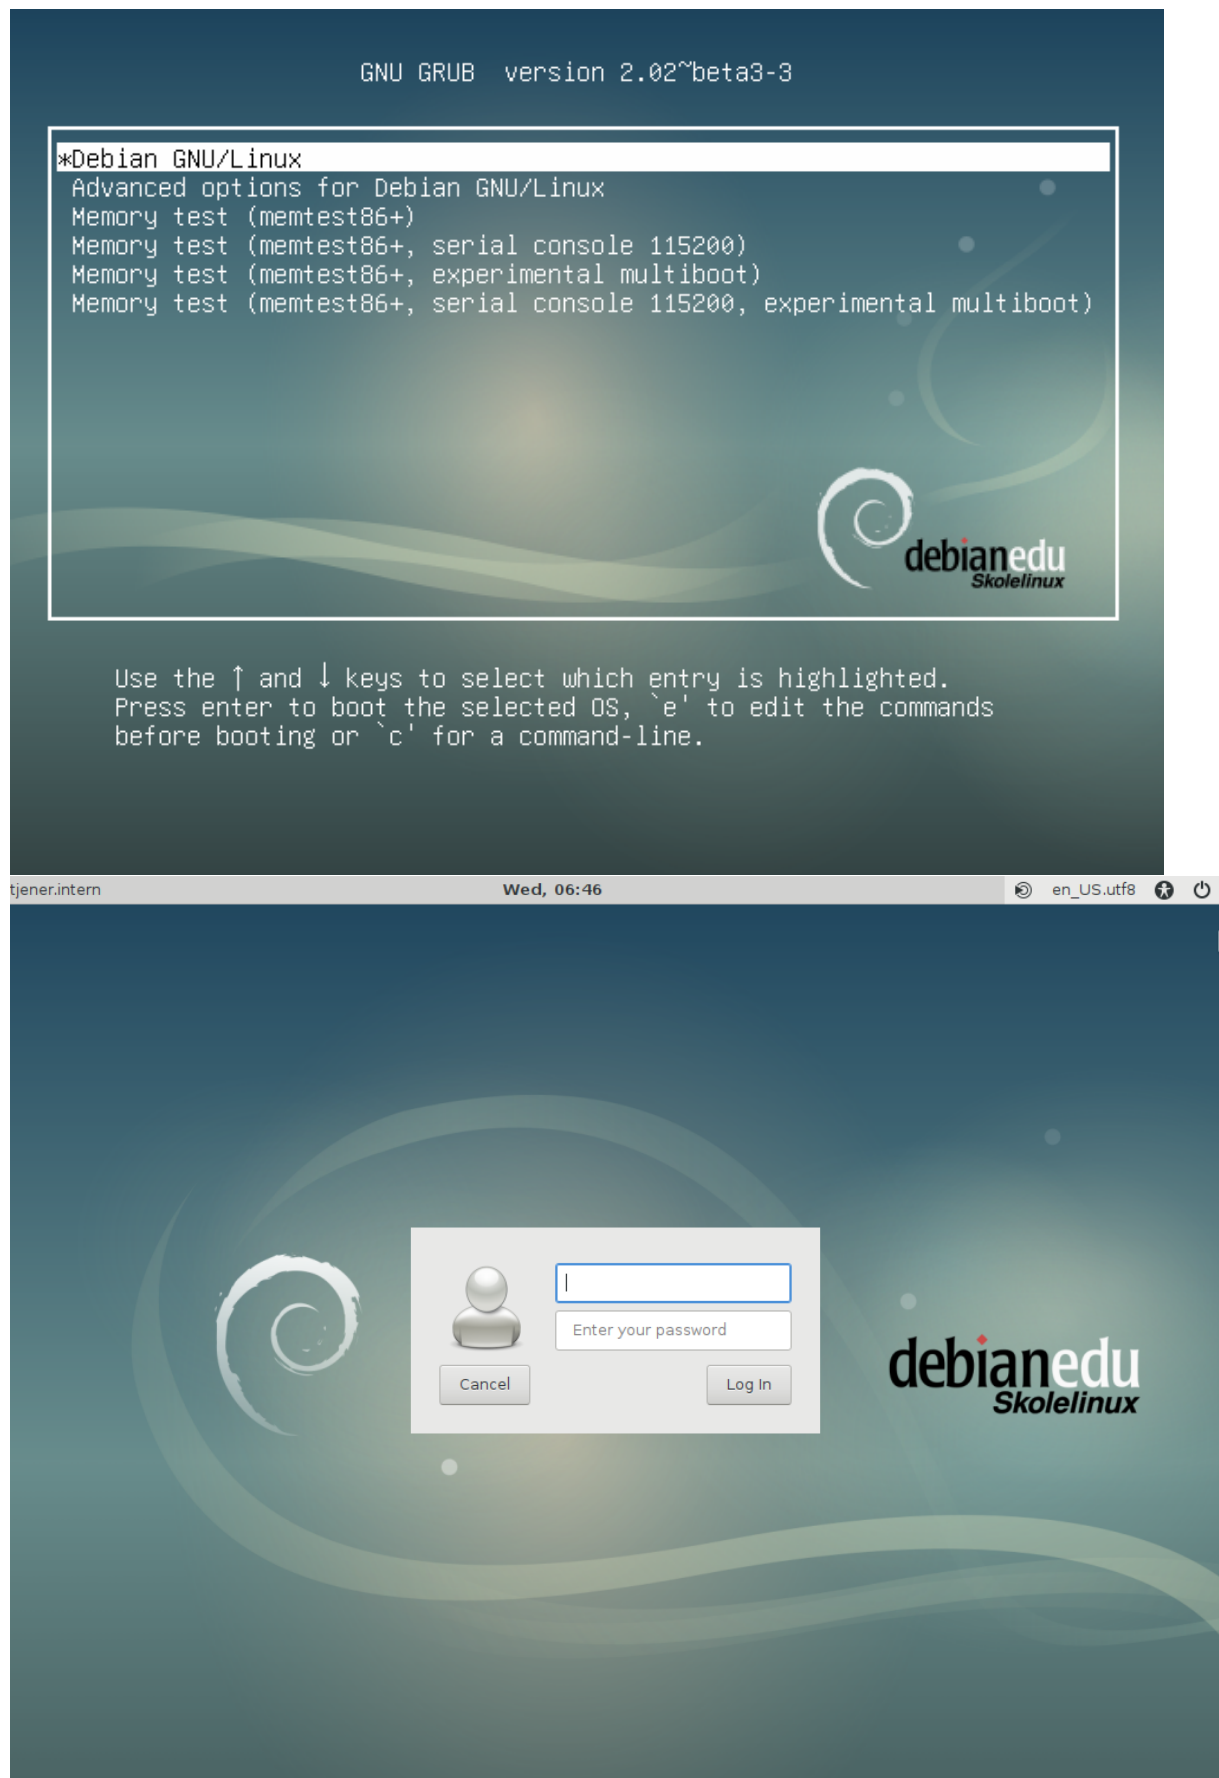 GNU GRUB  version 2.02~beta3-3
*Debian GNU/Linux
Advanced options for Debian GNU/Linux
Memory test (memtest86+)
Memory test (memtest86+, serial console 115200)
Memory test (memtest86+, experimental multiboot)
Memory test (memtest86+, serial console 115200, experimental multiboot)
debianedu
Skolelinux
Use the ↑ and ↓ keys to select which entry is highlighted.
Press enter to boot the selected OS, `e' to edit the commands
before booting or `c' for a command-line.
tjener.intern Wed, 06:46 en_US.utf8
Enter your password
Cancel Log In
debianedu
Skolelinux